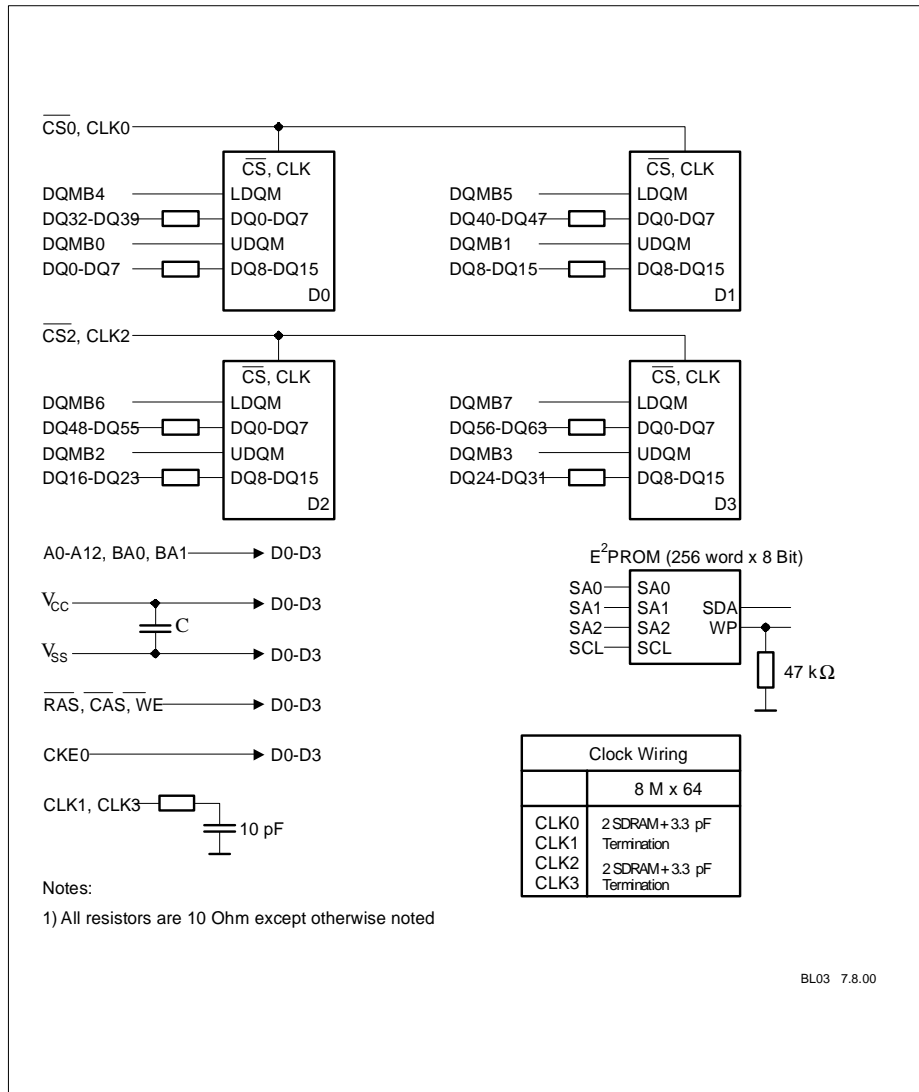 CS0, CLK0
CS, CLK
DQMB4 LDQM
DQ32-DQ39 DQ0-DQ7
DQMB0 UDQM
DQ0-DQ7 DQ8-DQ15
D0
CS, CLK
DQMB5 LDQM
DQ40-DQ47 DQ0-DQ7
DQMB1 UDQM
DQ8-DQ15 DQ8-DQ15
D1
CS2, CLK2
CS, CLK
DQMB6 LDQM
DQ48-DQ55 DQ0-DQ7
DQMB2 UDQM
DQ16-DQ23 DQ8-DQ15
D2
CS, CLK
DQMB7 LDQM
DQ56-DQ63 DQ0-DQ7
DQMB3 UDQM
DQ24-DQ31 DQ8-DQ15
D3
A0-A12, BA0, BA1 D0-D3
VCC D0-D3
C
VSS D0-D3
RAS, CAS, WE D0-D3
CKE0 D0-D3
CLK1, CLK3
10 pF
E²PROM (256 word x 8 Bit)
SA0 SA0
SA1 SA1 SDA
SA2 SA2 WP
SCL SCL
47 kΩ
Clock Wiring
8 M x 64
CLK0 2 SDRAM + 3.3 pF
CLK1 Termination
CLK2 2 SDRAM + 3.3 pF
CLK3 Termination
Notes:
1) All resistors are 10 Ohm except otherwise noted
BL03 7.8.00